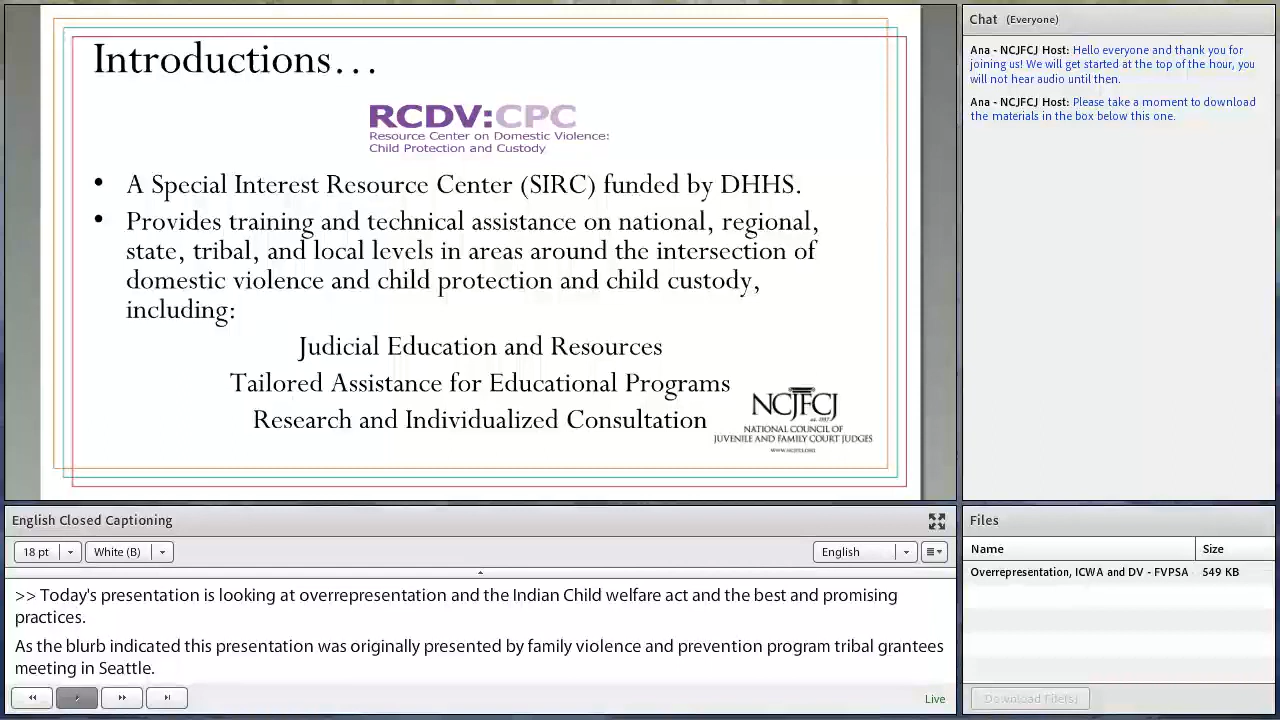 Introductions...
RCDV:CPC
Resource Center on Domestic Violence:
Child Protection and Custody
• A Special Interest Resource Center (SIRC) funded by DHHS.
• Provides training and technical assistance on national, regional,
state, tribal, and local levels in areas around the intersection of
domestic violence and child protection and child custody,
including:
Judicial Education and Resources
Tailored Assistance for Educational Programs
Research and Individualized Consultation
NCJFCJ
est. 1937
NATIONAL COUNCIL OF
JUVENILE AND FAMILY COURT JUDGES
WWW.NCJFCJ.ORG
Chat (Everyone)
Ana - NCJFCJ Host: Hello everyone and thank you for
joining us! We will get started at the top of the hour, you
will not hear audio until then.
Ana - NCJFCJ Host: Please take a moment to download
the materials in the box below this one.
English Closed Captioning
18 pt
White (B)
English
>> Today's presentation is looking at overrepresentation and the Indian Child welfare act and the best and promising
practices.
As the blurb indicated this presentation was originally presented by family violence and prevention program tribal grantees
meeting in Seattle.
Live
Files
Name Size
Overrepresentation, ICWA and DV - FVPSA 549 KB
Download File(s)